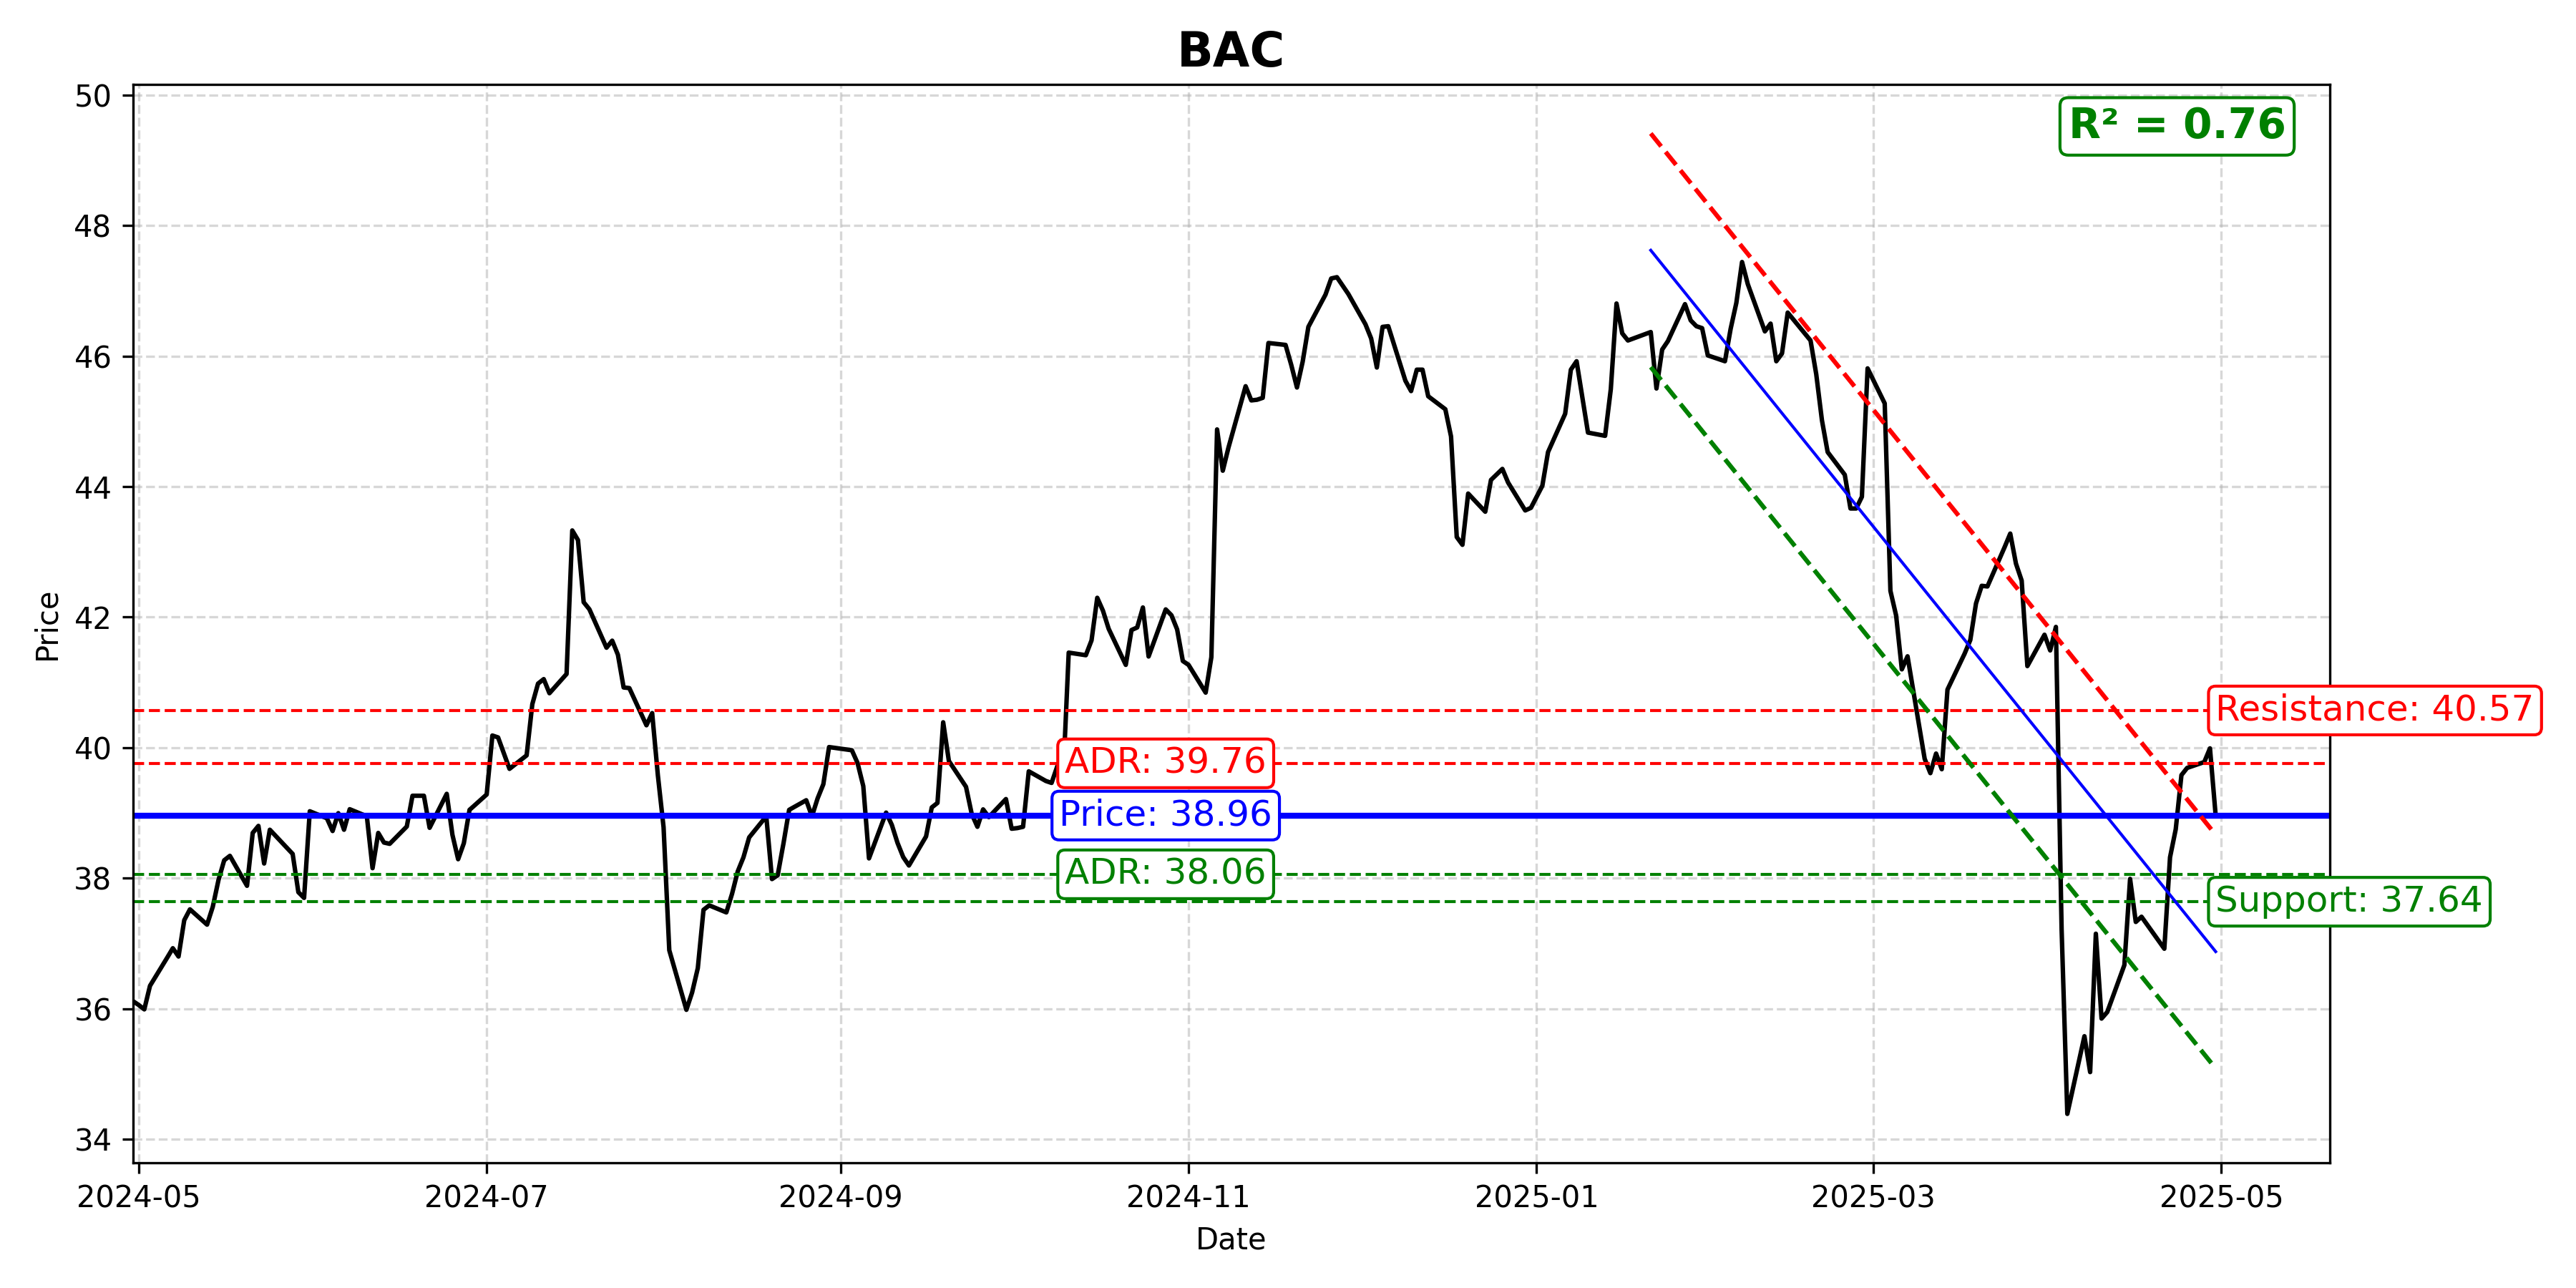 BAC
R² = 0.76
50
48
46
44
42
40
38
36
34
Price
Resistance: 40.57
ADR: 39.76
Price: 38.96
ADR: 38.06
Support: 37.64
2024-05
2024-07
2024-09
2024-11
2025-01
2025-03
2025-05
Date